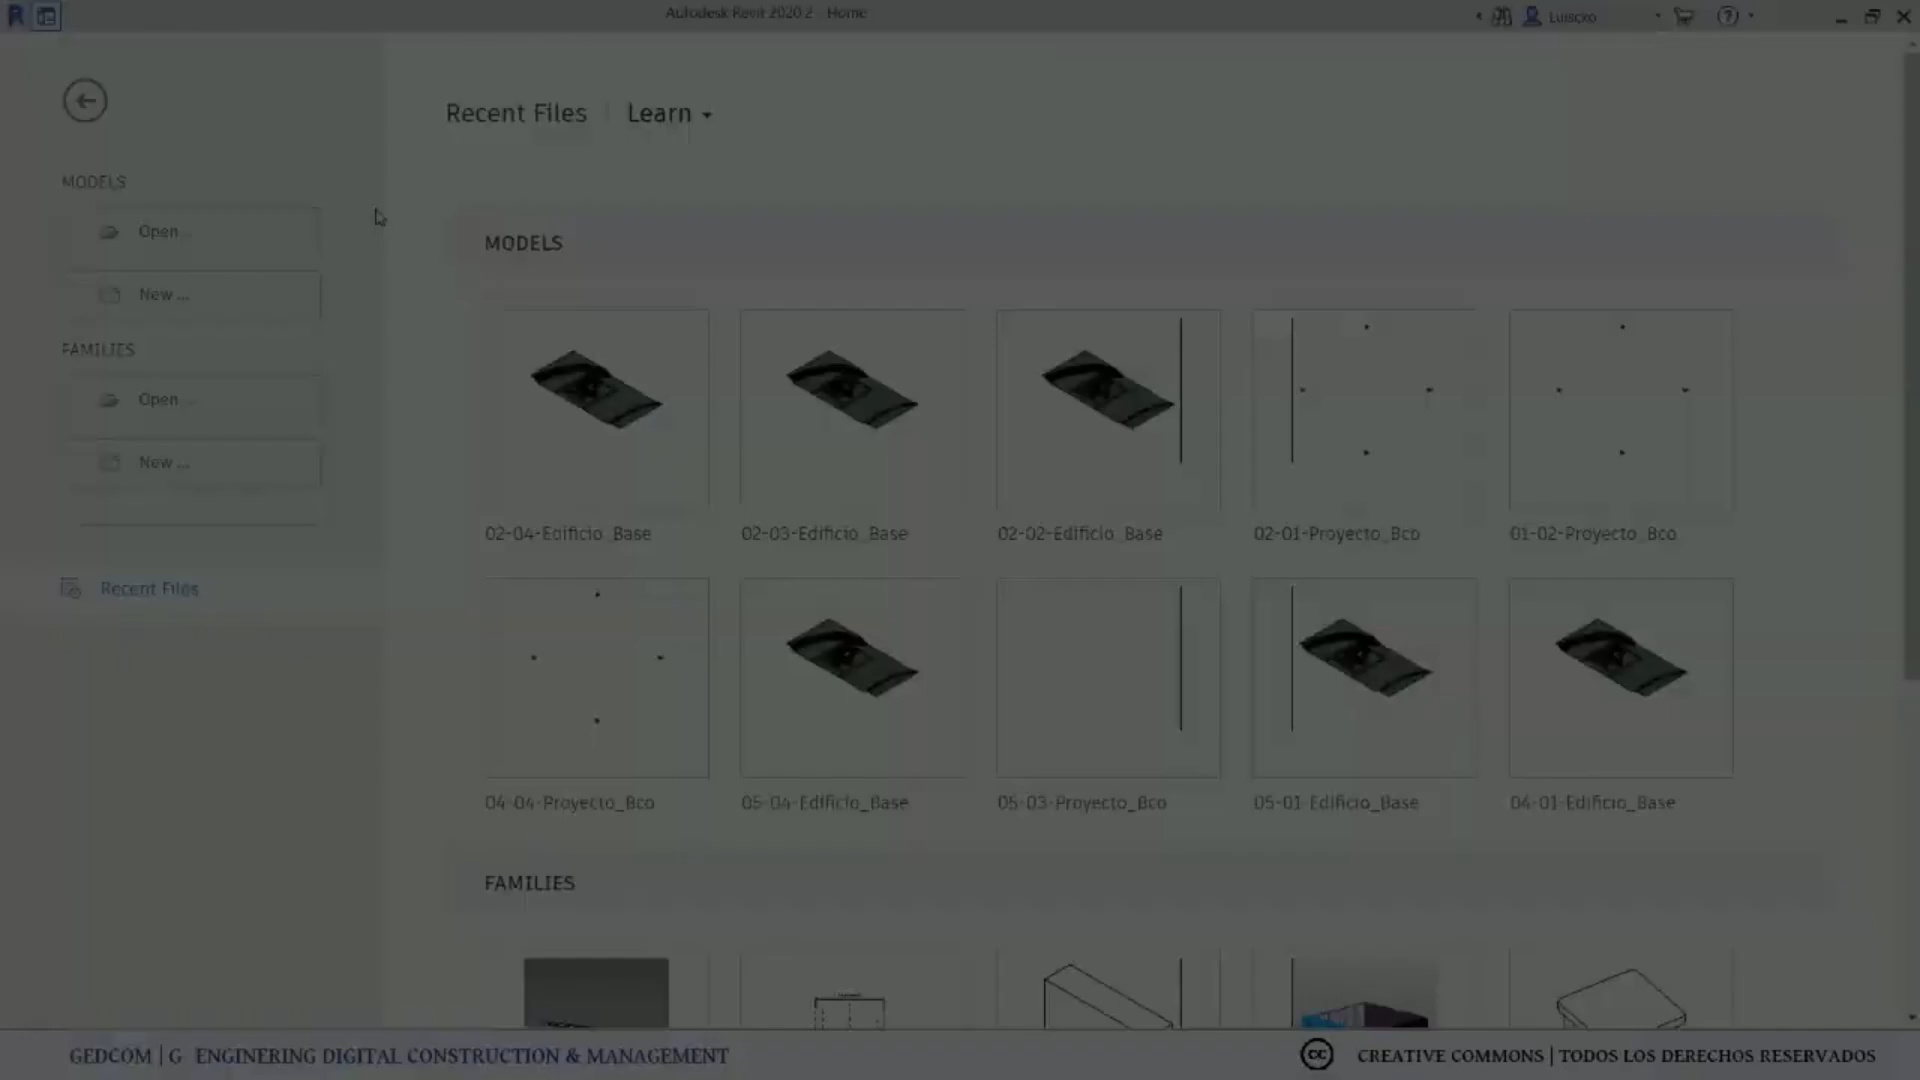 Autodesk Revit 2020.2 - Home
Luiscxo
Recent Files | Learn
MODELS
Open ...
New ...
FAMILIES
Open ...
New ...
Recent Files
MODELS
02-04-Edificio_Base
02-03-Edificio_Base
02-02-Edificio_Base
02-01-Proyecto_Bco
01-02-Proyecto_Bco
04-04-Proyecto_Bco
05-04-Edificio_Base
05-03-Proyecto_Bco
05-01-Edificio_Base
04-01-Edificio_Base
FAMILIES
GEDCOM | G ENGINERING DIGITAL CONSTRUCTION & MANAGEMENT
CC CREATIVE COMMONS | TODOS LOS DERECHOS RESERVADOS